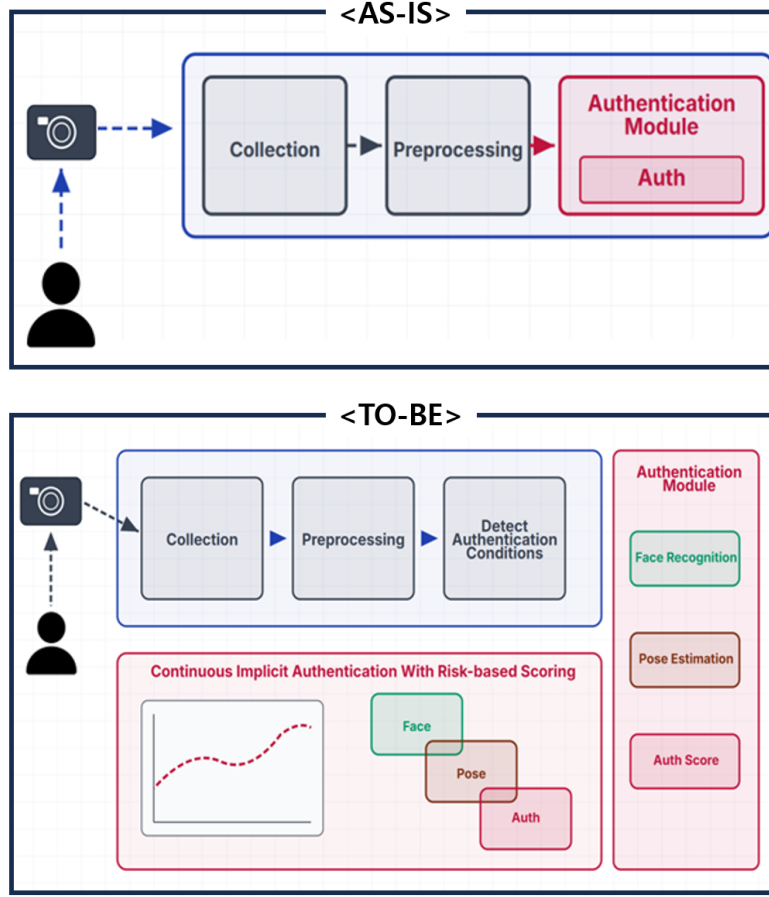 <AS-IS>
Collection
Preprocessing
Authentication
Module
Auth
<TO-BE>
Collection
Preprocessing
Detect
Authentication
Conditions
Authentication
Module
Face Recognition
Pose Estimation
Auth Score
Continuous Implicit Authentication With Risk-based Scoring
Face
Pose
Auth